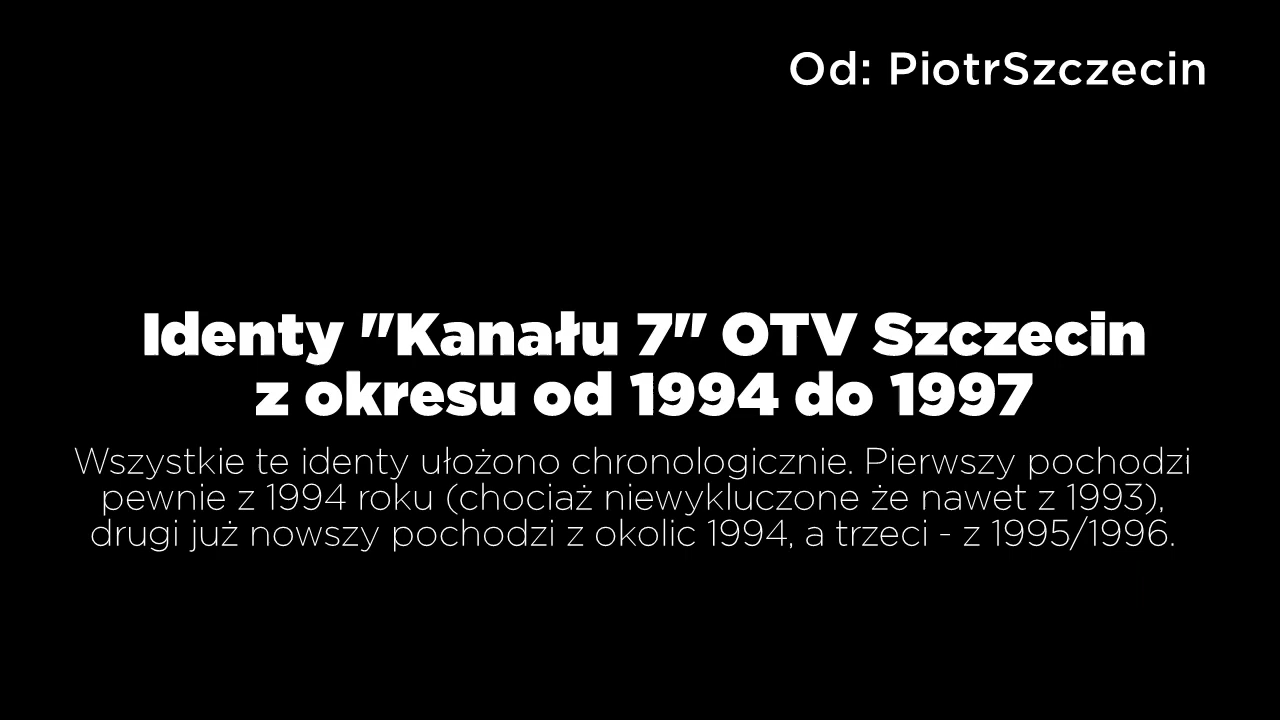 Od: PiotrSzczecin
Identy "Kanału 7" OTV Szczecin
z okresu od 1994 do 1997
Wszystkie te identy ułożono chronologicznie. Pierwszy pochodzi
pewnie z 1994 roku (chociaż niewykluczone że nawet z 1993),
drugi już nowszy pochodzi z okolic 1994, a trzeci - z 1995/1996.